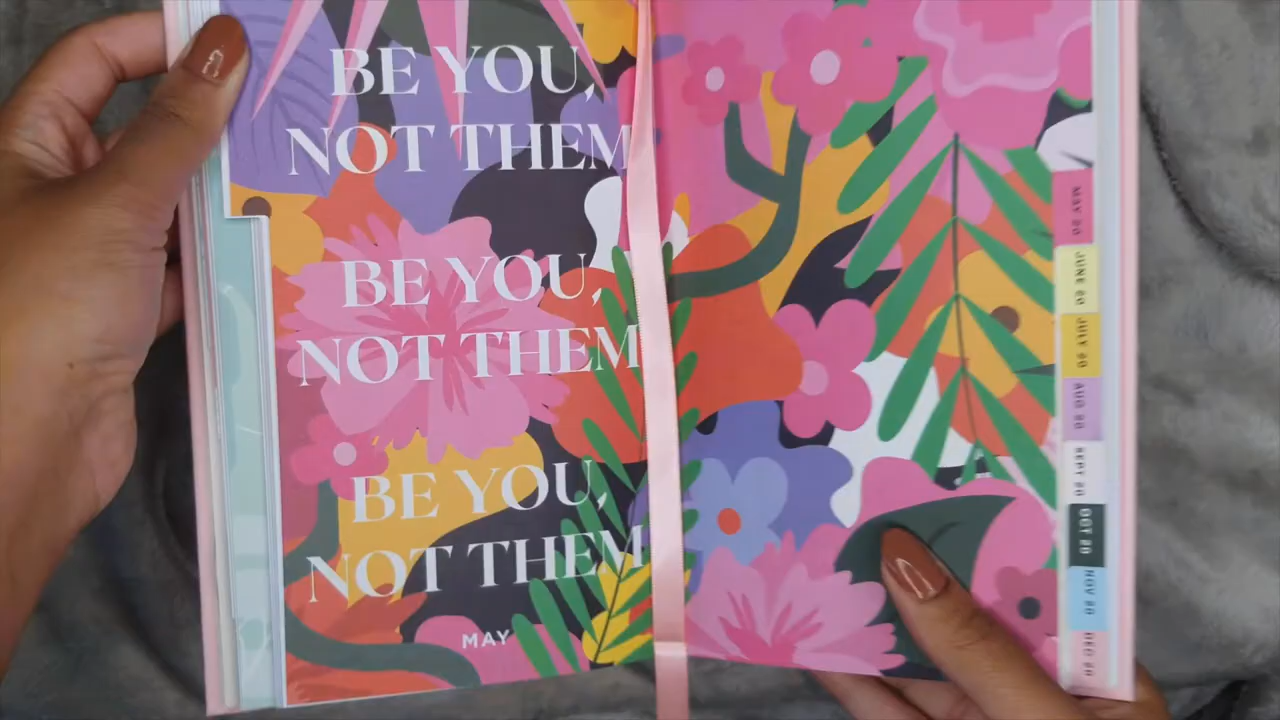 BE YOU,
NOT THEM
BE YOU,
NOT THEM
BE YOU,
NOT THEM
MAY
MAY 20
JUNE 20
JULY 20
AUG 20
SEPT 20
OCT 20
NOV 20
DEC 20